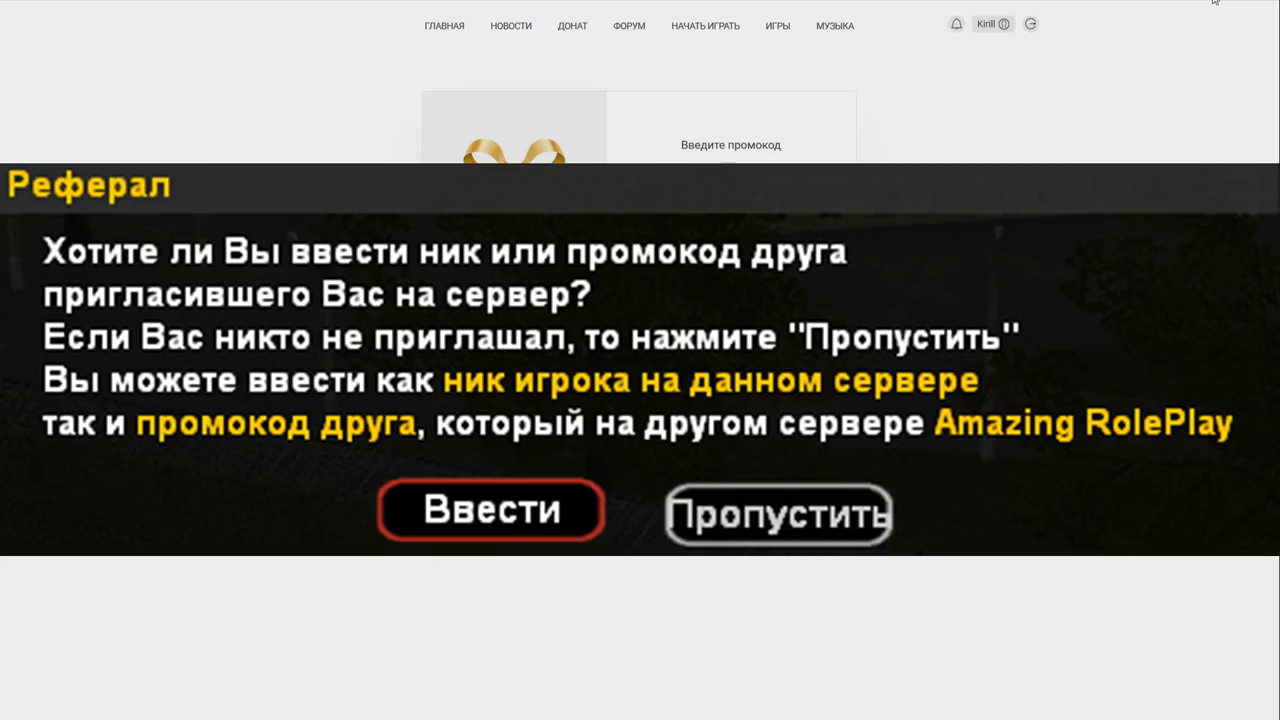 ГЛАВНАЯ НОВОСТИ ДОНАТ ФОРУМ НАЧАТЬ ИГРАТЬ ИГРЫ МУЗЫКА Kirill
Введите промокод
Реферал
Хотите ли Вы ввести ник или промокод друга
пригласившего Вас на сервер?
Если Вас никто не приглашал, то нажмите "Пропустить"
Вы можете ввести как ник игрока на данном сервере
так и промокод друга, который на другом сервере Amazing RolePlay
Ввести Пропустить